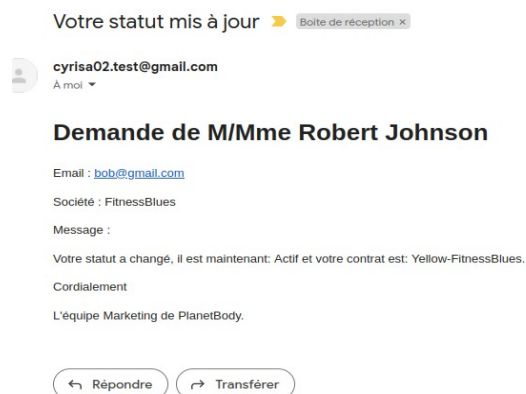 Votre statut mis à jour Boîte de réception ×
cyrisa02.test@gmail.com
À moi
Demande de M/Mme Robert Johnson
Email : bob@gmail.com
Société : FitnessBlues
Message :
Votre statut a changé, il est maintenant: Actif et votre contrat est: Yellow-FitnessBlues.
Cordialement
L'équipe Marketing de PlanetBody.
Répondre Transférer